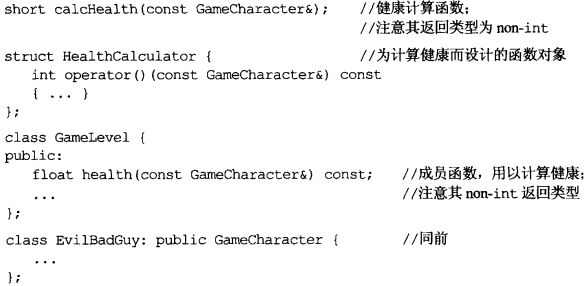 short calcHealth(const GameCharacter&);    //健康计算函数;
                                           //注意其返回类型为 non-int
struct HealthCalculator {                  //为计算健康而设计的函数对象
   int operator()(const GameCharacter&) const
   { ... }
};
class GameLevel {
public:
   float health(const GameCharacter&) const;    //成员函数，用以计算健康;
   ...                                          //注意其 non-int 返回类型
};
class EvilBadGuy: public GameCharacter {        //同前
   ...
};